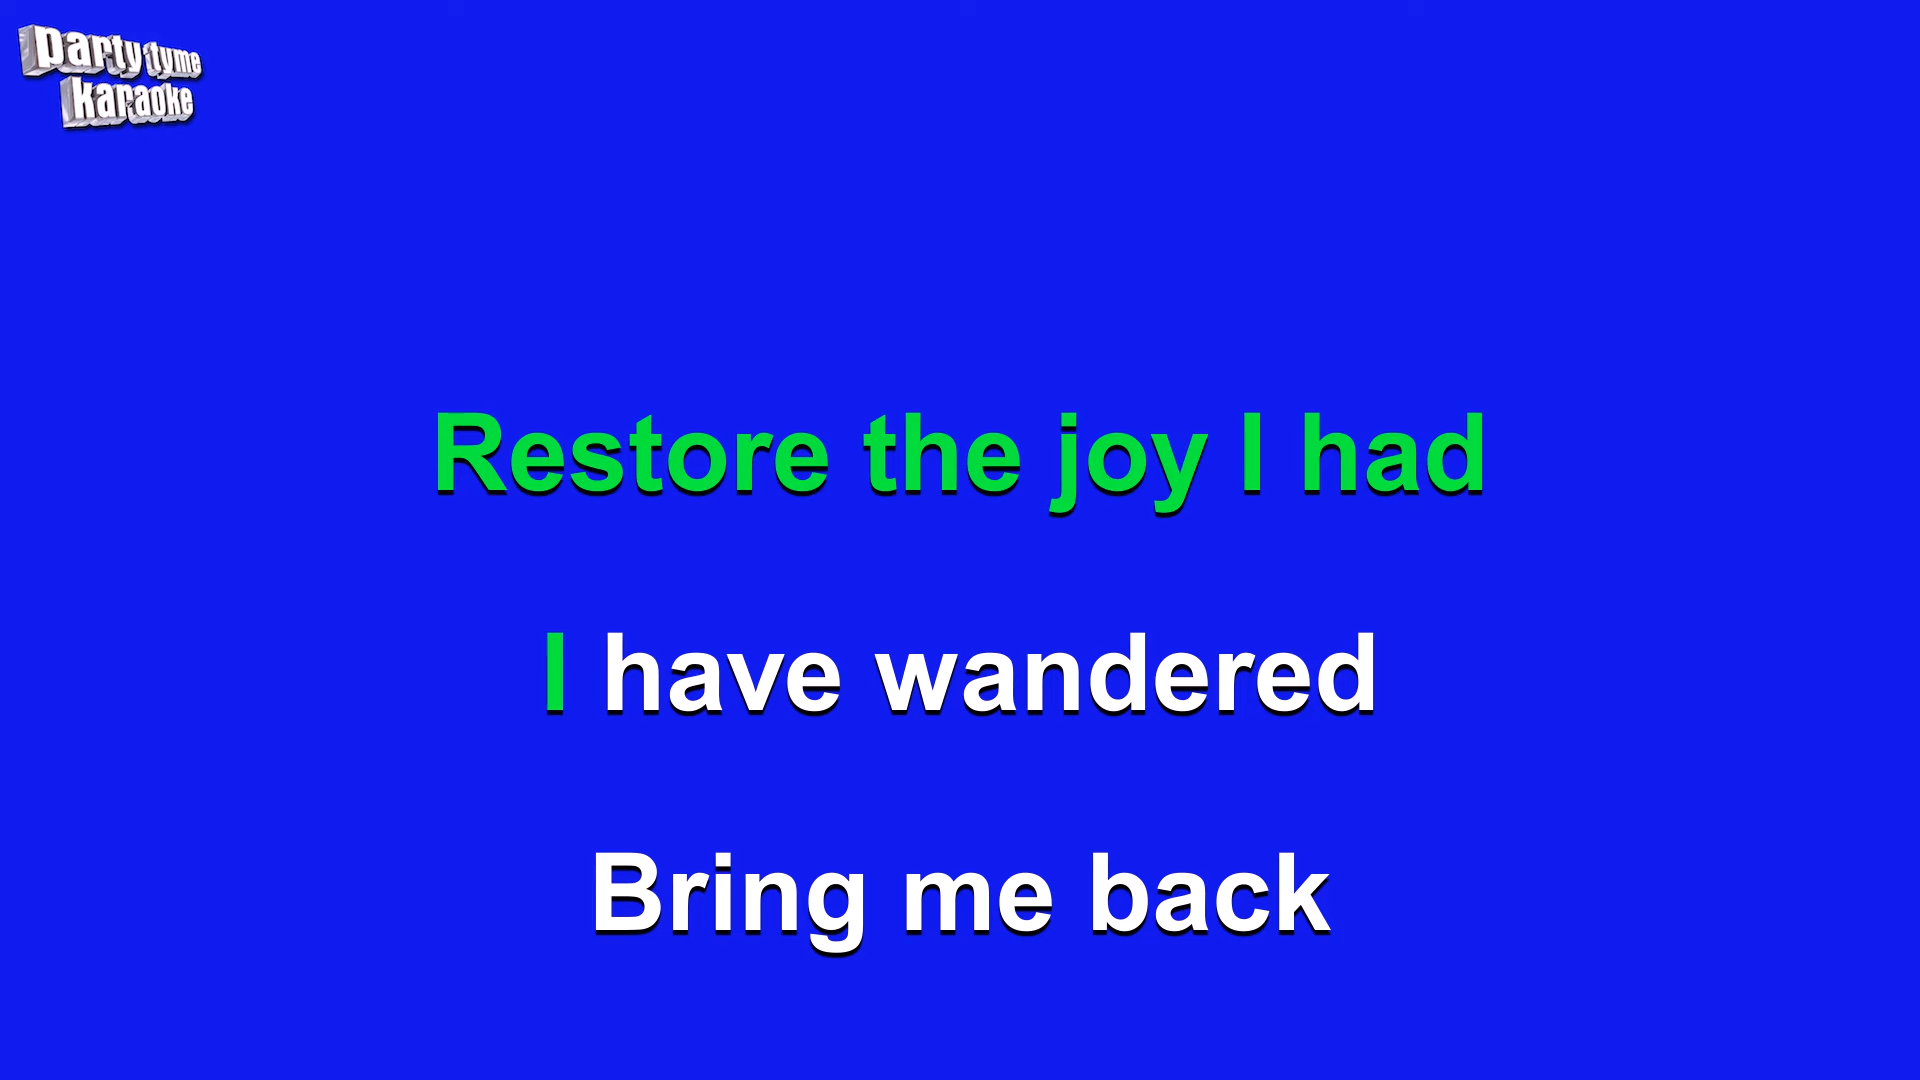 party tyme
karaoke
Restore the joy I had
I have wandered
Bring me back